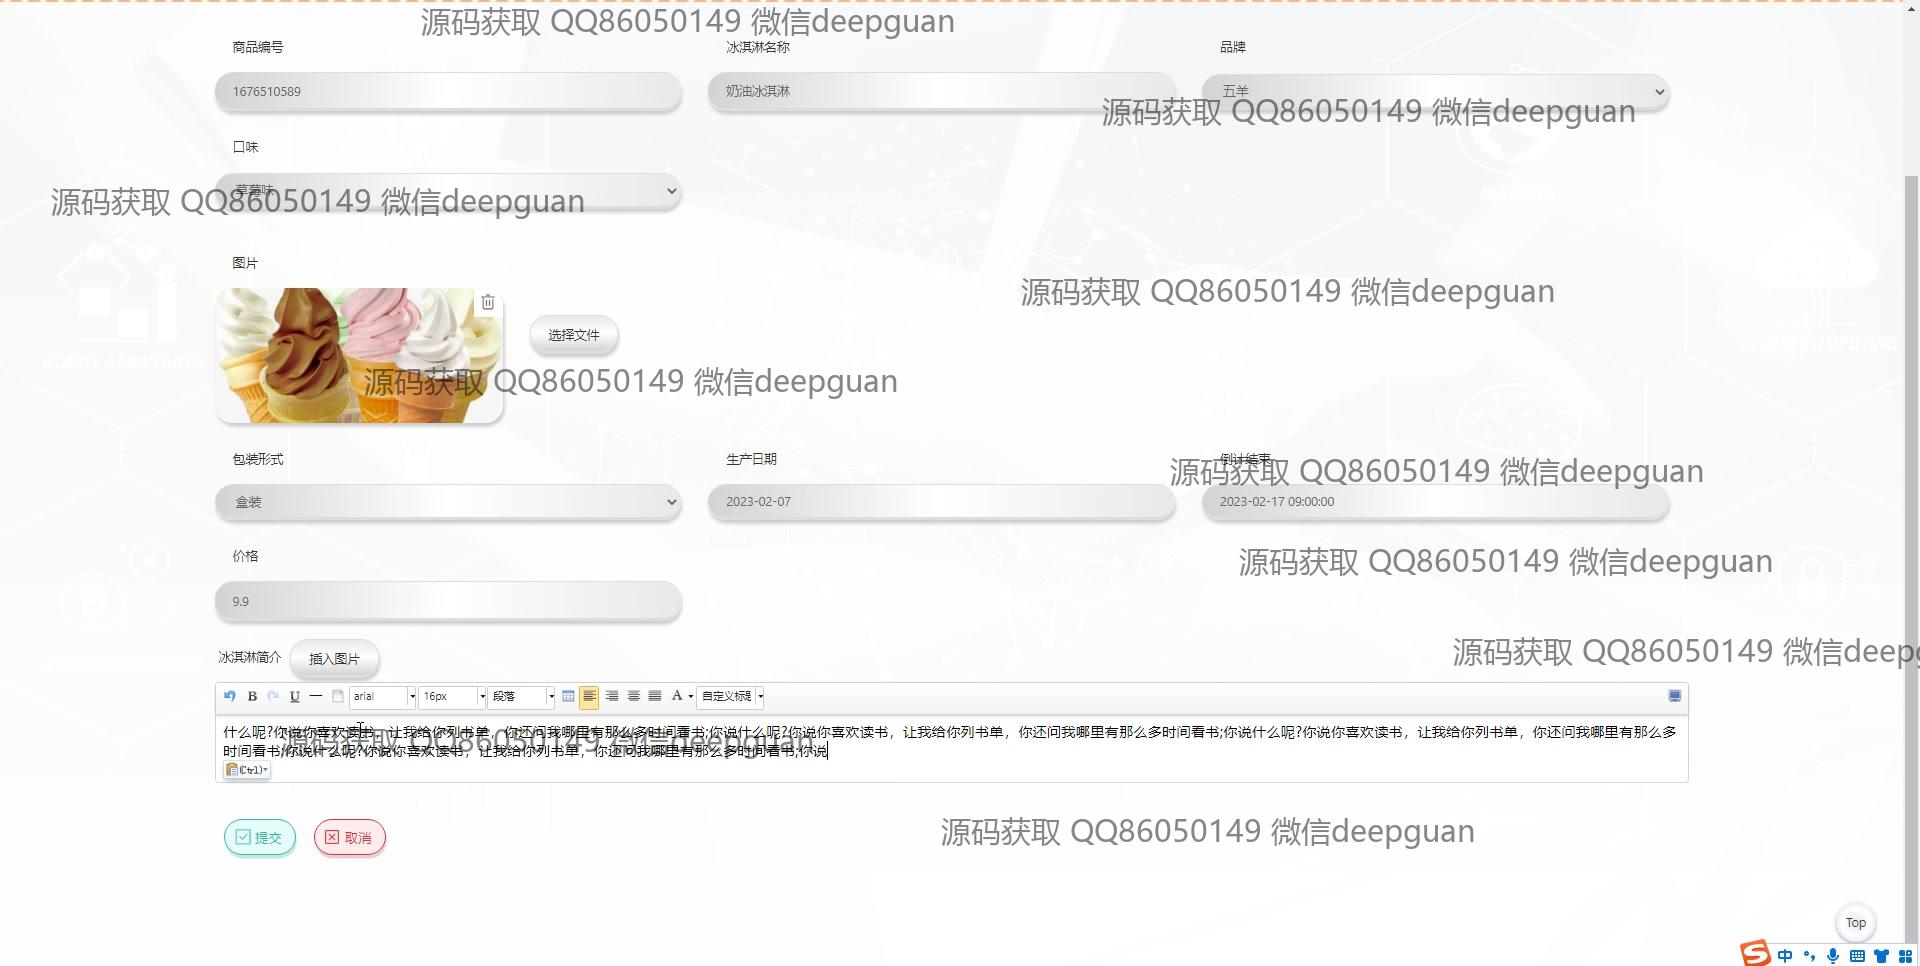 源码获取 QQ86050149 微信deepguan
商品编号
冰淇淋名称
品牌
1676510589
奶油冰淇淋
五羊
源码获取 QQ86050149 微信deepguan
口味
草莓味
源码获取 QQ86050149 微信deepguan
BIG DATA
图片
源码获取 QQ86050149 微信deepguan
选择文件
ROBOT ASSISTANTS
CLOUD COMPUTING
源码获取 QQ86050149 微信deepguan
包装形式
生产日期
倒计结束
源码获取 QQ86050149 微信deepguan
盒装
2023-02-07
2023-02-17 09:00:00
价格
源码获取 QQ86050149 微信deepguan
9.9
CRYPTOCURRENCY
冰淇淋简介
插入图片
源码获取 QQ86050149 微信deep
B U arial 16px 段落 A 自定义标题
什么呢?你说你喜欢读书，让我给你列书单，你还问我哪里有那么多时间看书;你说什么呢?你说你喜欢读书，让我给你列书单，你还问我哪里有那么多时间看书;你说什么呢?你说你喜欢读书，让我给你列书单，你还问我哪里有那么多
时间看书;你说什么呢?你说你喜欢读书，让我给你列书单，你还问我哪里有那么多时间看书;你说
源码获取 QQ86050149 微信deepguan
(Ctrl)
提交
取消
源码获取 QQ86050149 微信deepguan
Top
中